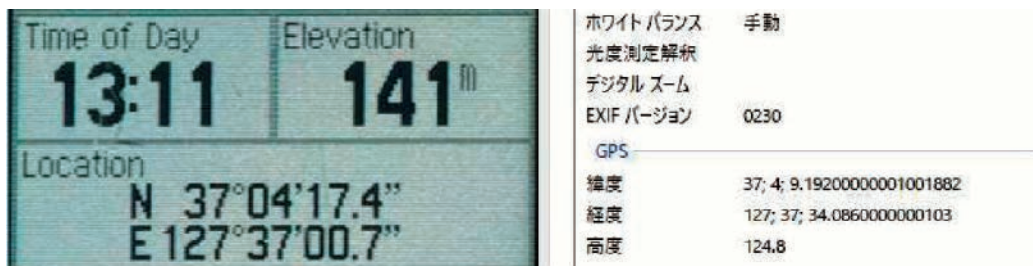 Time of Day Elevation
13:11 141 m
Location
N 37°04'17.4"
E 127°37'00.7"
ホワイト バランス 手動
光度測定解釈
デジタル ズーム
EXIF バージョン 0230
GPS
緯度 37; 4; 9.19200000001001882
経度 127; 37; 34.0860000000103
高度 124.8